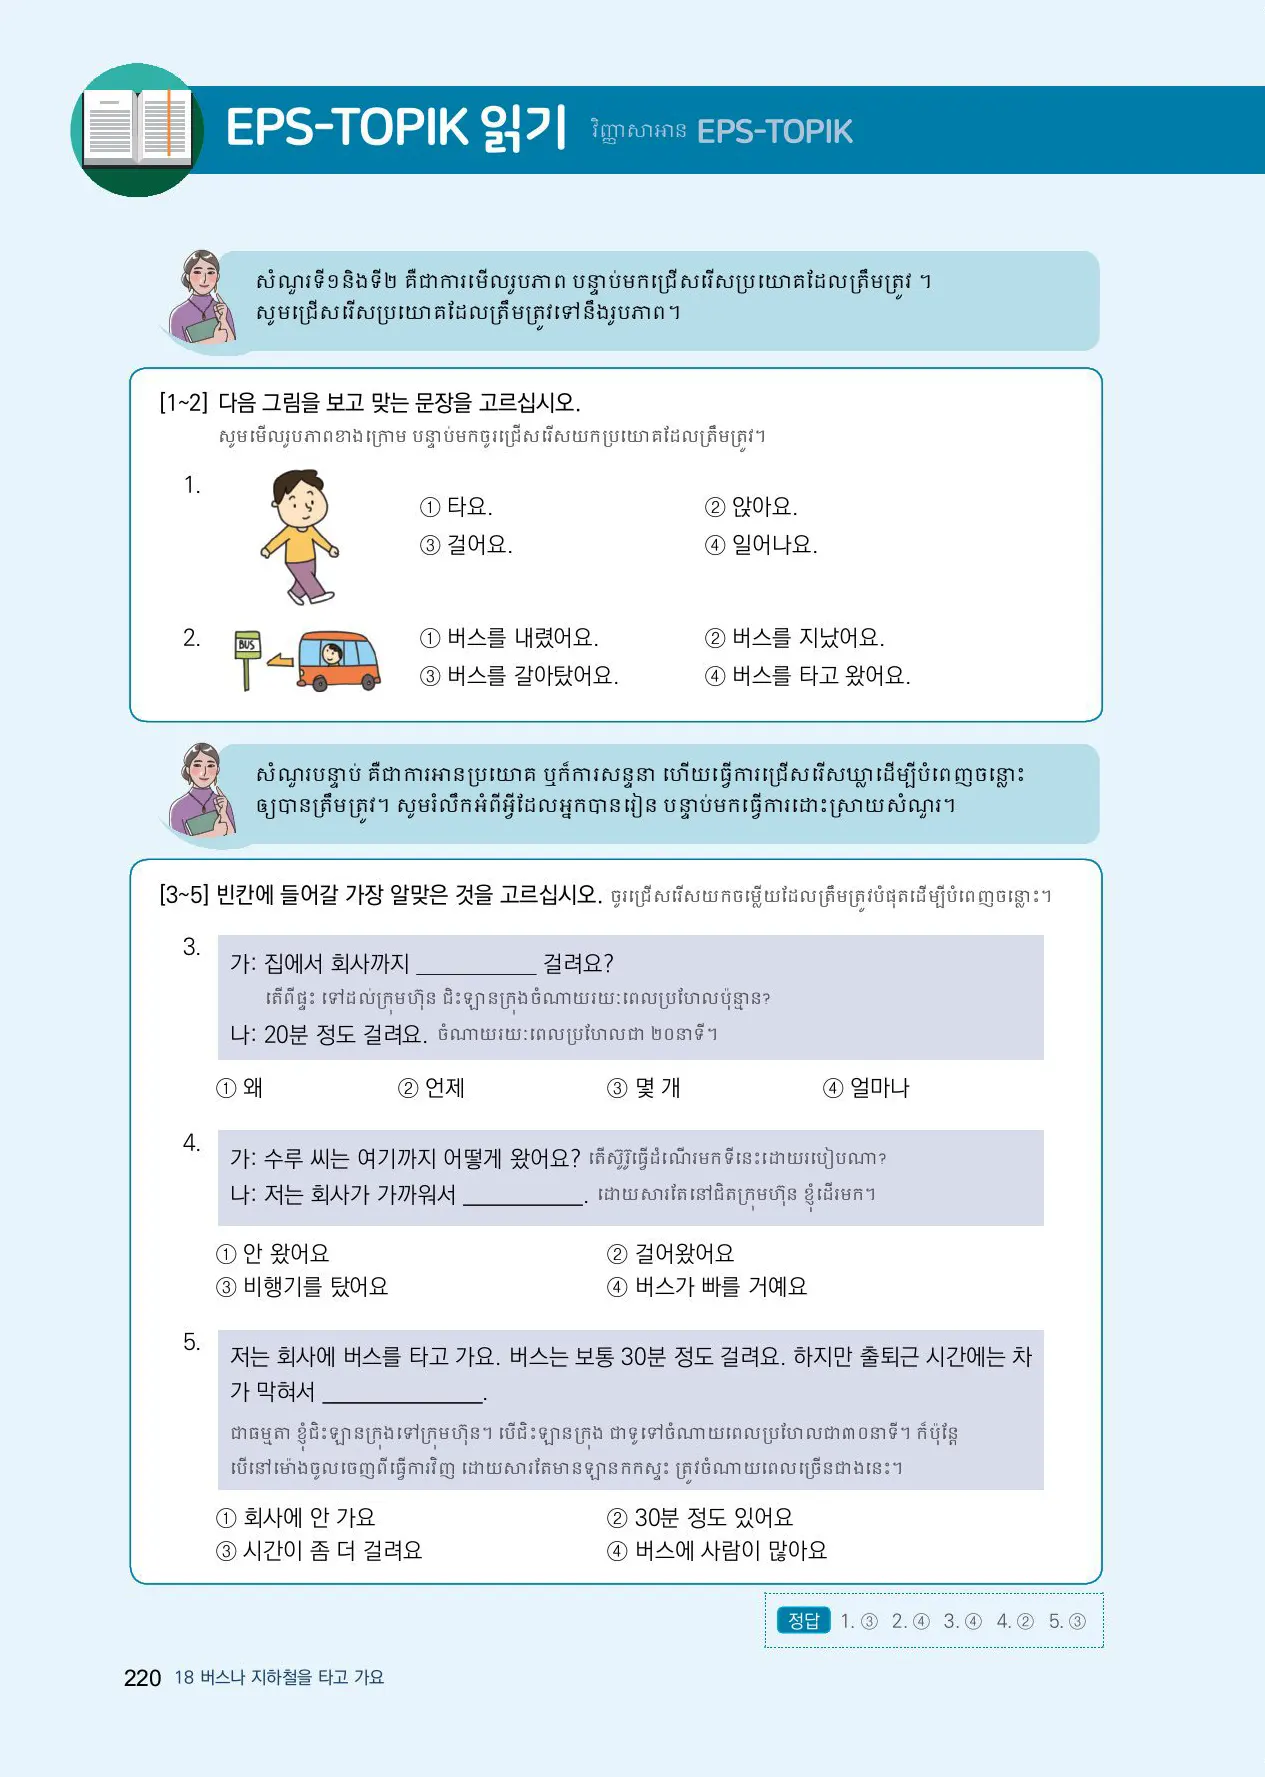 EPS-TOPIK 읽기 វិញ្ញាសាអាន EPS-TOPIK
សំណួរទី១និងទី២ គឺជាការមើលរូបភាព បន្ទាប់មកជ្រើសរើសប្រយោគដែលត្រឹមត្រូវ ។
សូមជ្រើសរើសប្រយោគដែលត្រឹមត្រូវទៅនឹងរូបភាព។
[1~2] 다음 그림을 보고 맞는 문장을 고르십시오.
សូមមើលរូបភាពខាងក្រោម បន្ទាប់មកចូរជ្រើសរើសយកប្រយោគដែលត្រឹមត្រូវ។
1.
① 타요. ② 앉아요.
③ 걸어요. ④ 일어나요.
2.
BUS
① 버스를 내렸어요. ② 버스를 지났어요.
③ 버스를 갈아탔어요. ④ 버스를 타고 왔어요.
សំណួរបន្ទាប់ គឺជាការអានប្រយោគ ឬក៏ការសន្ទនា ហើយធ្វើការជ្រើសរើសឃ្លាដើម្បីបំពេញចន្លោះ
ឲ្យបានត្រឹមត្រូវ។ សូមរំលឹកអំពីអ្វីដែលអ្នកបានរៀន បន្ទាប់មកធ្វើការដោះស្រាយសំណួរ។
[3~5] 빈칸에 들어갈 가장 알맞은 것을 고르십시오. ចូរជ្រើសរើសយកចម្លើយដែលត្រឹមត្រូវបំផុតដើម្បីបំពេញចន្លោះ។
3.
가: 집에서 회사까지 __________ 걸려요?
តើពីផ្ទះ ទៅដល់ក្រុមហ៊ុន ជិះឡានក្រុងចំណាយរយៈពេលប្រហែលប៉ុន្មាន?
나: 20분 정도 걸려요. ចំណាយរយៈពេលប្រហែលជា ២០នាទី។
① 왜 ② 언제 ③ 몇 개 ④ 얼마나
4.
가: 수루 씨는 여기까지 어떻게 왔어요? តើស៊ូរ៉ូធ្វើដំណើរមកទីនេះដោយរបៀបណា?
나: 저는 회사가 가까워서 __________. ដោយសារតែនៅជិតក្រុមហ៊ុន ខ្ញុំដើរមក។
① 안 왔어요 ② 걸어왔어요
③ 비행기를 탔어요 ④ 버스가 빠를 거예요
5.
저는 회사에 버스를 타고 가요. 버스는 보통 30분 정도 걸려요. 하지만 출퇴근 시간에는 차
가 막혀서 _____________.
ជាធម្មតា ខ្ញុំជិះឡានក្រុងទៅក្រុមហ៊ុន។ បើជិះឡានក្រុង ជាទូទៅចំណាយពេលប្រហែលជា៣០នាទី។ ក៏ប៉ុន្តែ
បើនៅម៉ោងចូលចេញពីធ្វើការវិញ ដោយសារតែមានឡានកកស្ទះ ត្រូវចំណាយពេលច្រើនជាងនេះ។
① 회사에 안 가요 ② 30분 정도 있어요
③ 시간이 좀 더 걸려요 ④ 버스에 사람이 많아요
정답 1. ③ 2. ④ 3. ④ 4. ② 5. ③
220 18 버스나 지하철을 타고 가요